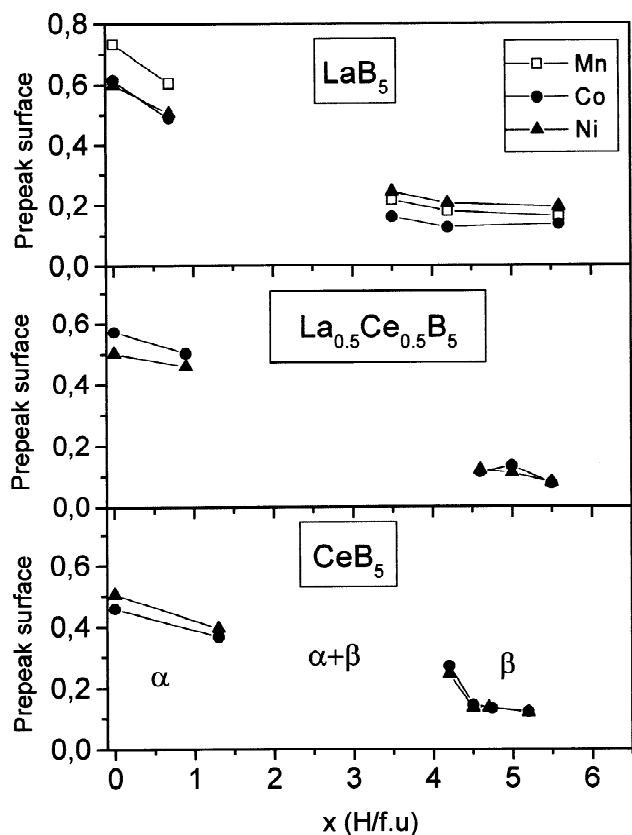 0,8
0,6
0,4
0,2
0,0
Prepeak surface
LaB5
Mn
Co
Ni
0,6
0,4
0,2
0,0
Prepeak surface
La0.5Ce0.5B5
0,6
0,4
0,2
0,0
Prepeak surface
CeB5
α
α+β
β
0 1 2 3 4 5 6
x (H/f.u)